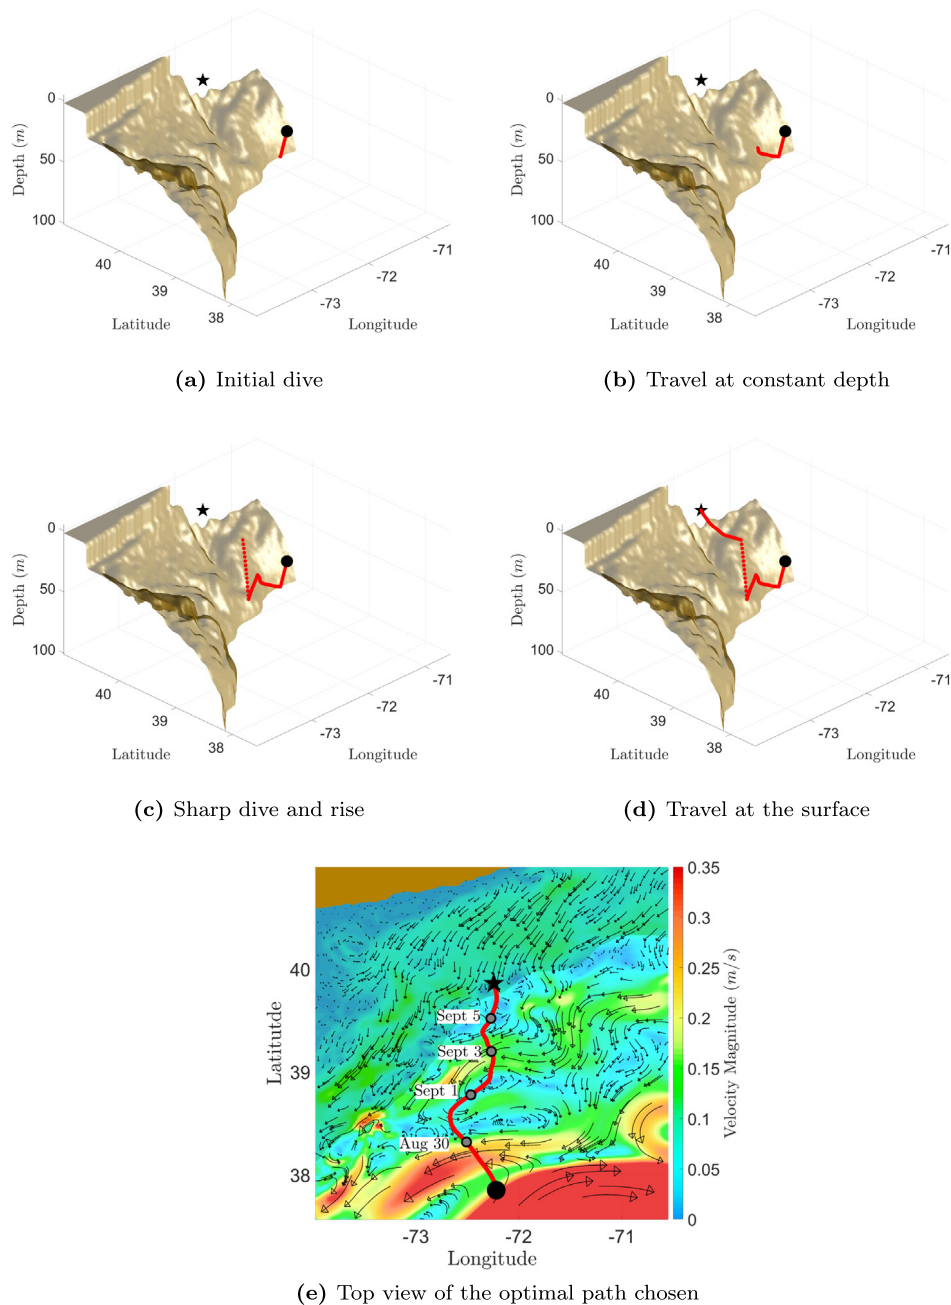 0
50
100
Depth (m)
40
39
38
Latitude
-73
-72
-71
Longitude
(a) Initial dive
0
50
100
Depth (m)
40
39
38
Latitude
-73
-72
-71
Longitude
(b) Travel at constant depth
0
50
100
Depth (m)
40
39
38
Latitude
-73
-72
-71
Longitude
(c) Sharp dive and rise
0
50
100
Depth (m)
40
39
38
Latitude
-73
-72
-71
Longitude
(d) Travel at the surface
40
39
38
Latitutde
Sept 5
Sept 3
Sept 1
Aug 30
-73
-72
-71
Longitude
0.35
0.3
0.25
0.2
0.15
0.1
0.05
0
Velocity Magnitude (m/s)
(e) Top view of the optimal path chosen